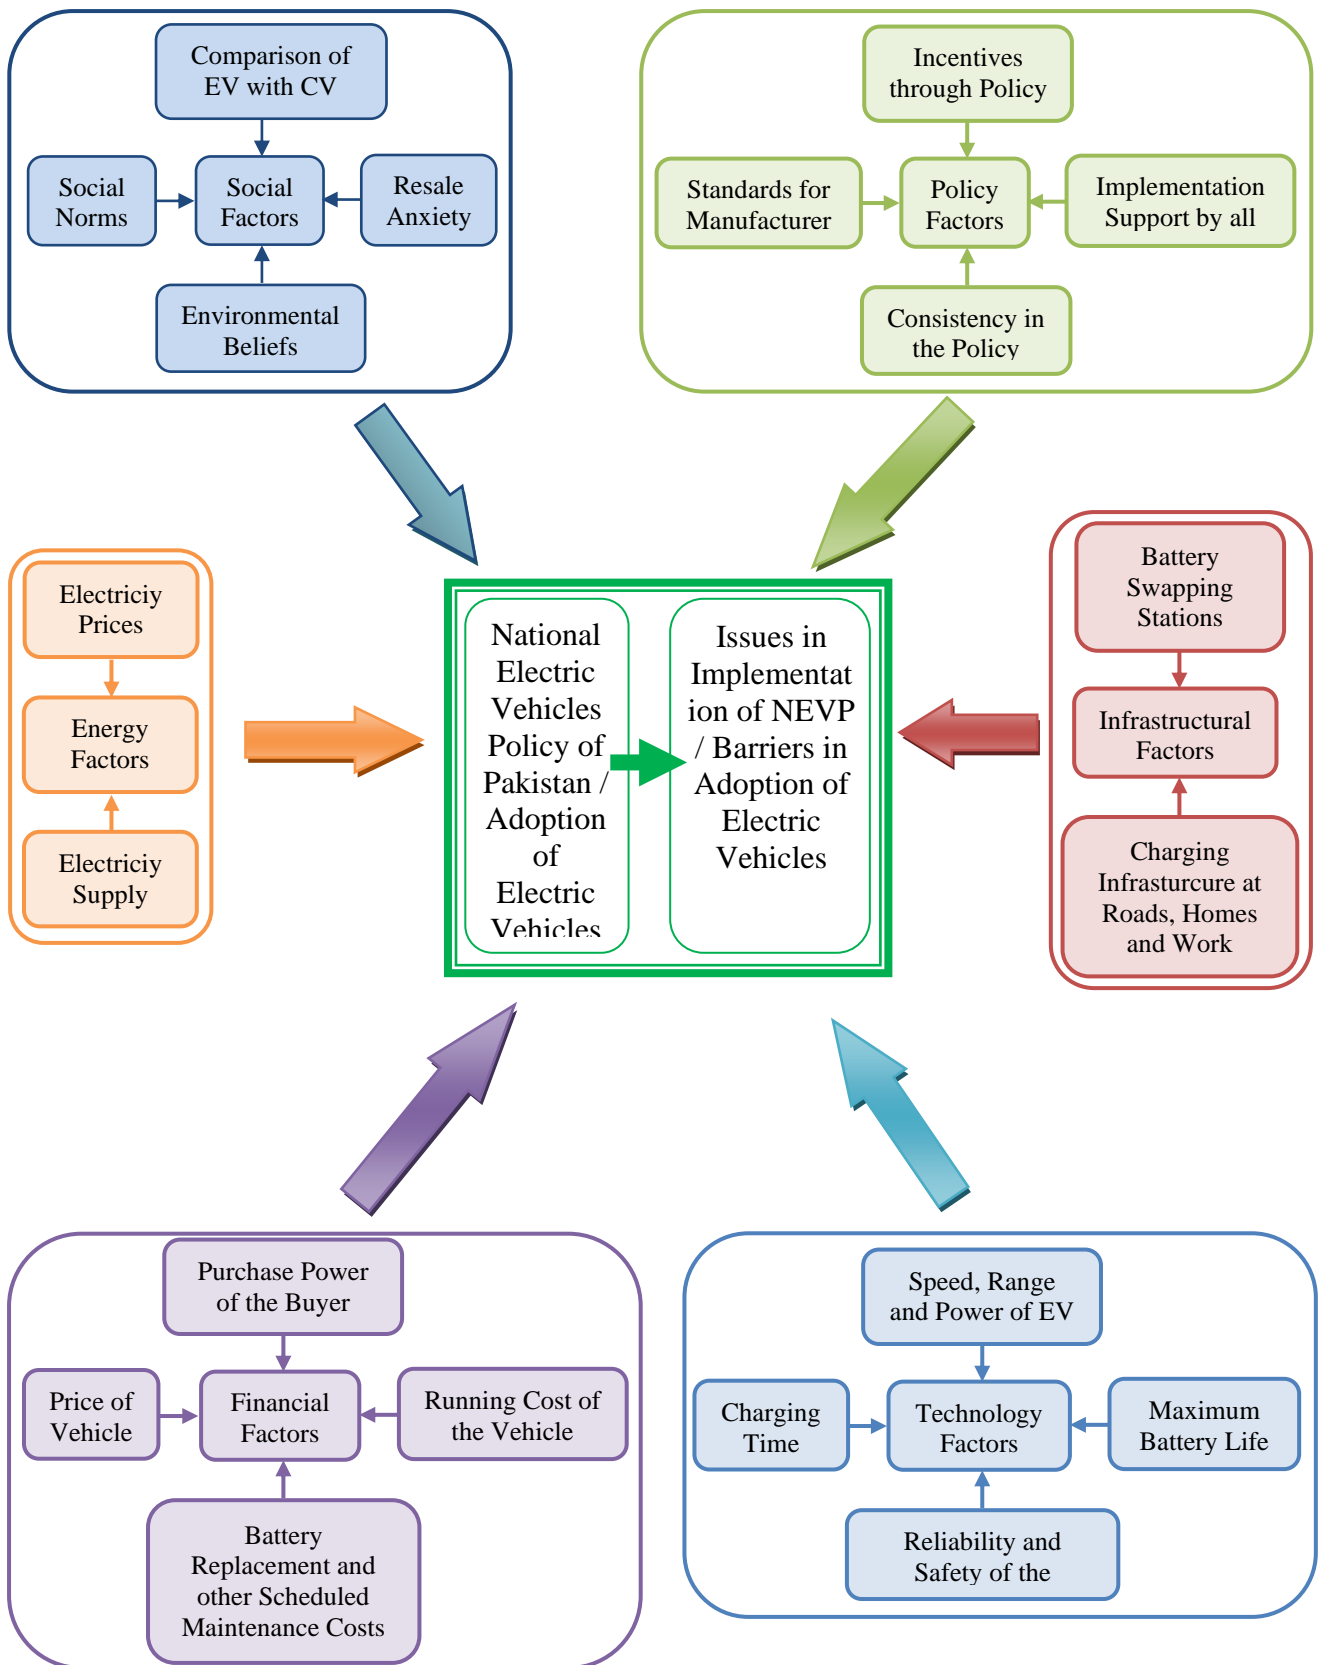 Comparison of
EV with CV
Social
Norms
Social
Factors
Resale
Anxiety
Environmental
Beliefs
Incentives
through Policy
Standards for
Manufacturer
Policy
Factors
Implementation
Support by all
Consistency in
the Policy
Electriciy
Prices
Energy
Factors
Electriciy
Supply
National
Electric
Vehicles
Policy of
Pakistan /
Adoption
of
Electric
Vehicles
Issues in
Implementat
ion of NEVP
/ Barriers in
Adoption of
Electric
Vehicles
Battery
Swapping
Stations
Infrastructural
Factors
Charging
Infrasturcure at
Roads, Homes
and Work
Purchase Power
of the Buyer
Price of
Vehicle
Financial
Factors
Running Cost of
the Vehicle
Battery
Replacement and
other Scheduled
Maintenance Costs
Speed, Range
and Power of EV
Charging
Time
Technology
Factors
Maximum
Battery Life
Reliability and
Safety of the